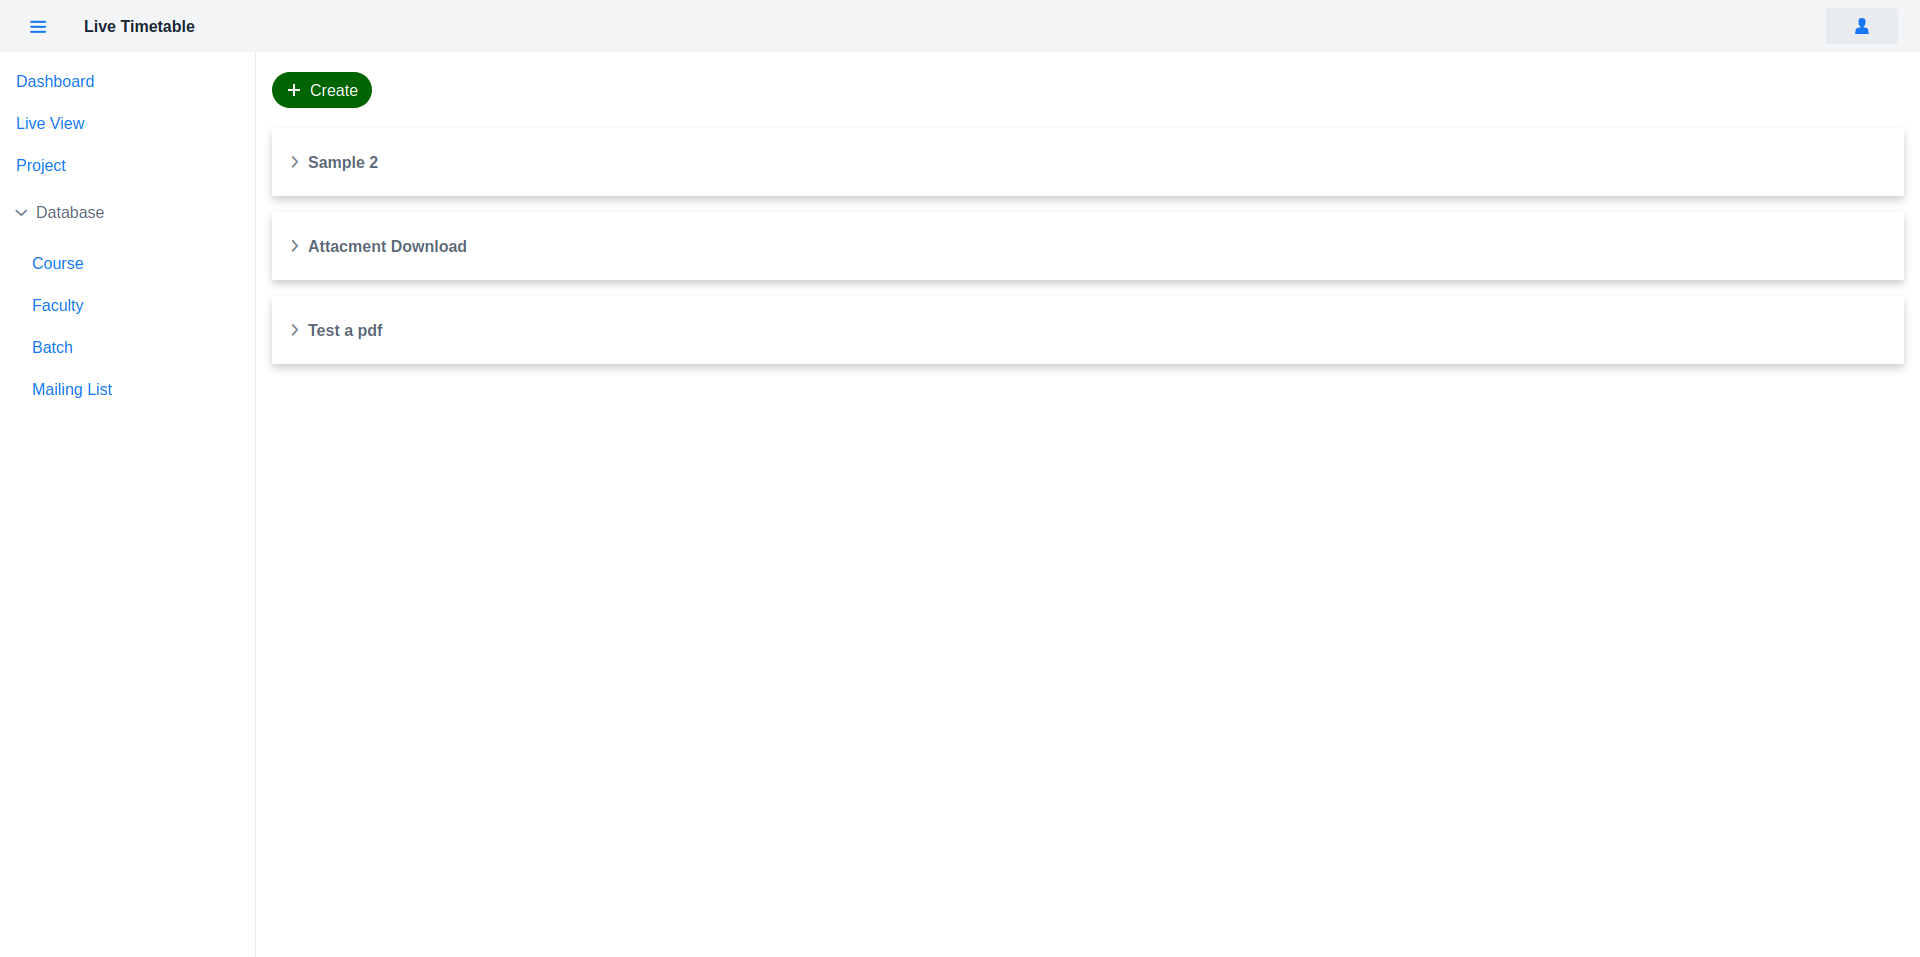 Live Timetable
Dashboard
Live View
Project
Database
Course
Faculty
Batch
Mailing List
Create
Sample 2
Attacment Download
Test a pdf